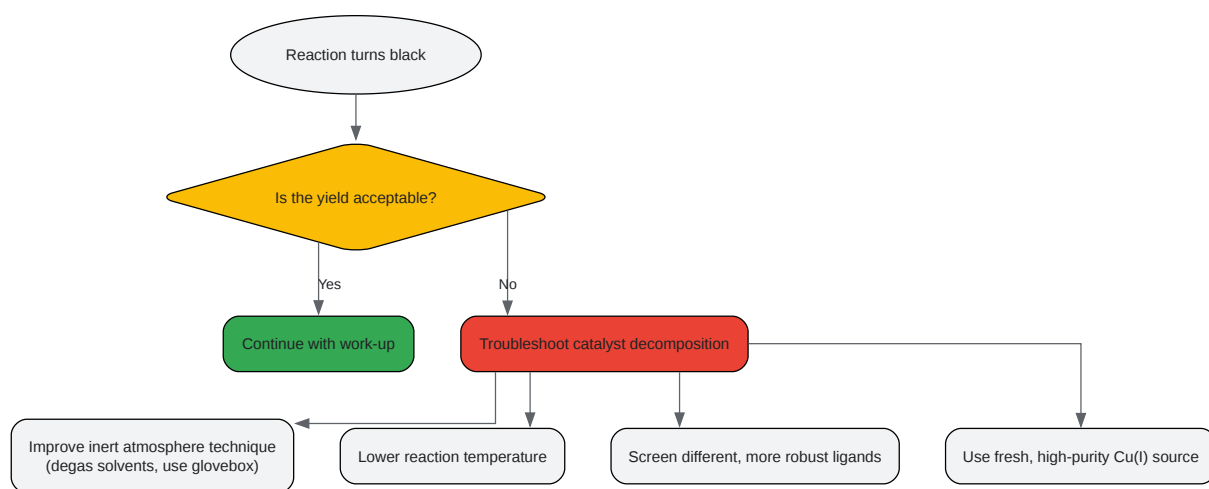 Reaction turns black
Is the yield acceptable?
Yes
No
Continue with work-up
Troubleshoot catalyst decomposition
Improve inert atmosphere technique
(degas solvents, use glovebox)
Lower reaction temperature
Screen different, more robust ligands
Use fresh, high-purity Cu(I) source